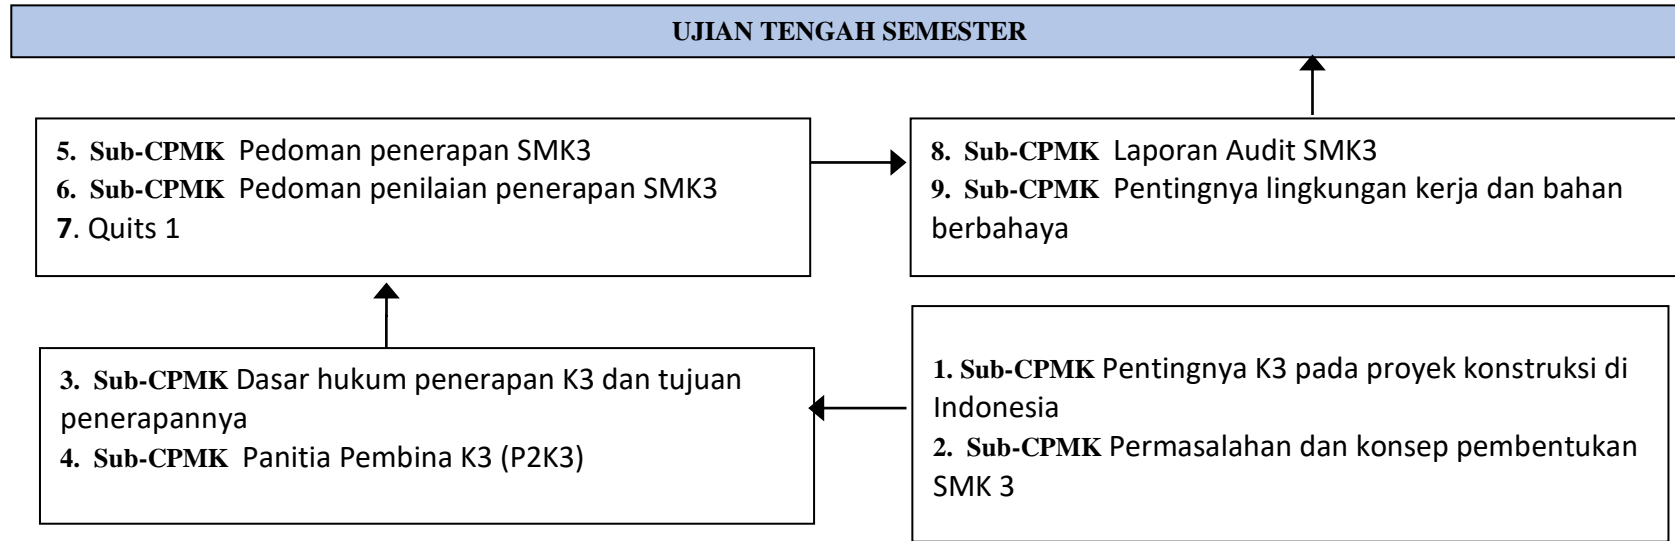 UJIAN TENGAH SEMESTER
5. Sub-CPMK Pedoman penerapan SMK3
6. Sub-CPMK Pedoman penilaian penerapan SMK3
7. Quits 1
8. Sub-CPMK Laporan Audit SMK3
9. Sub-CPMK Pentingnya lingkungan kerja dan bahan
berbahaya
3. Sub-CPMK Dasar hukum penerapan K3 dan tujuan
penerapannya
4. Sub-CPMK Panitia Pembina K3 (P2K3)
1. Sub-CPMK Pentingnya K3 pada proyek konstruksi di
Indonesia
2. Sub-CPMK Permasalahan dan konsep pembentukan
SMK 3